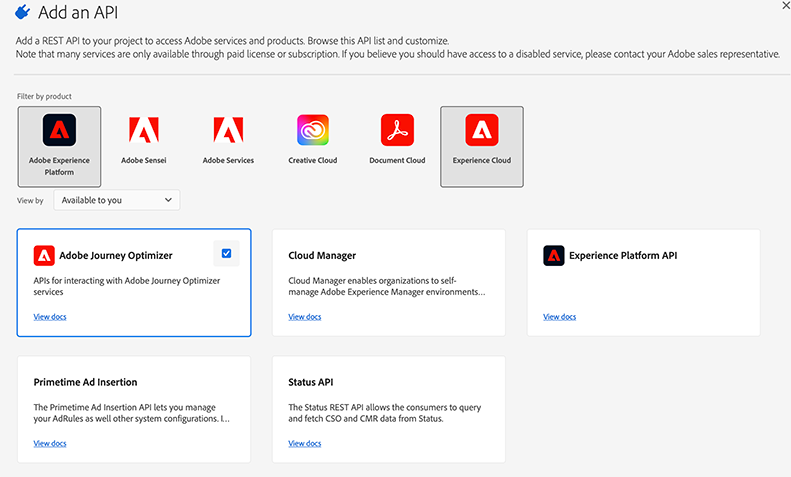 Add an API
Add a REST API to your project to access Adobe services and products. Browse this API list and customize.
Note that many services are only available through paid license or subscription. If you believe you should have access to a disabled service, please contact your Adobe sales representative.
Filter by product
Adobe Experience
Platform
Adobe Sensei
Adobe Services
Creative Cloud
Document Cloud
Experience Cloud
View by
Available to you
Adobe Journey Optimizer
APIs for interacting with Adobe Journey Optimizer
services
View docs
Cloud Manager
Cloud Manager enables organizations to self-
manage Adobe Experience Manager environments...
View docs
Experience Platform API
View docs
Primetime Ad Insertion
The Primetime Ad Insertion API lets you manage
your AdRules as well other system configurations. I...
View docs
Status API
The Status REST API allows the consumers to query
and fetch CSO and CMR data from Status.
View docs